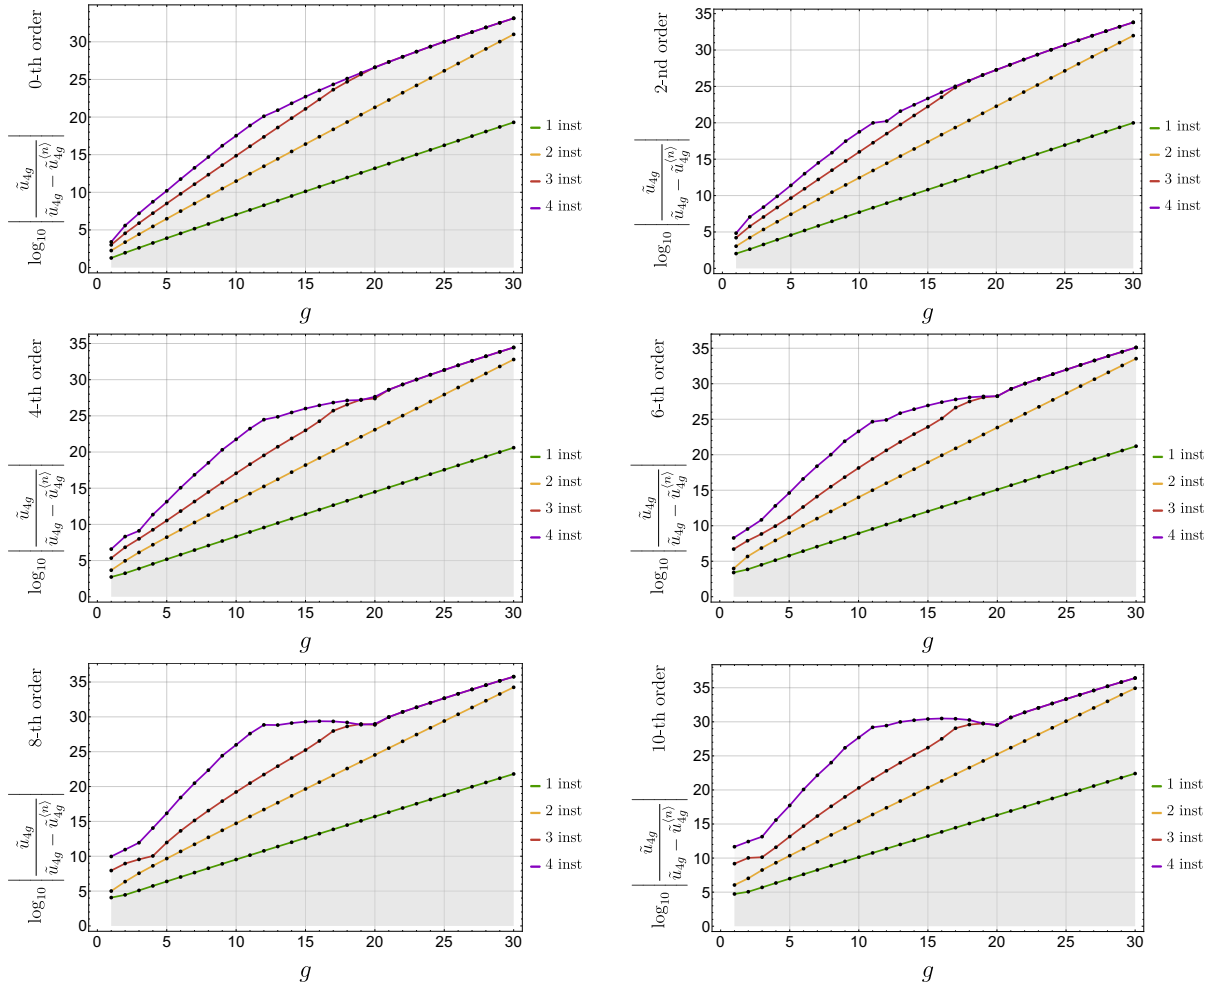 0-th order
log₁₀ | ũ₄g / (ũ₄g − ũ₄g⟨n⟩) |
35
30
25
20
15
10
5
0
0 5 10 15 20 25 30
g
1 inst
2 inst
3 inst
4 inst
2-nd order
log₁₀ | ũ₄g / (ũ₄g − ũ₄g⟨n⟩) |
35
30
25
20
15
10
5
0
0 5 10 15 20 25 30
g
1 inst
2 inst
3 inst
4 inst
4-th order
log₁₀ | ũ₄g / (ũ₄g − ũ₄g⟨n⟩) |
35
30
25
20
15
10
5
0
0 5 10 15 20 25 30
g
1 inst
2 inst
3 inst
4 inst
6-th order
log₁₀ | ũ₄g / (ũ₄g − ũ₄g⟨n⟩) |
35
30
25
20
15
10
5
0
0 5 10 15 20 25 30
g
1 inst
2 inst
3 inst
4 inst
8-th order
log₁₀ | ũ₄g / (ũ₄g − ũ₄g⟨n⟩) |
35
30
25
20
15
10
5
0
0 5 10 15 20 25 30
g
1 inst
2 inst
3 inst
4 inst
10-th order
log₁₀ | ũ₄g / (ũ₄g − ũ₄g⟨n⟩) |
35
30
25
20
15
10
5
0
0 5 10 15 20 25 30
g
1 inst
2 inst
3 inst
4 inst